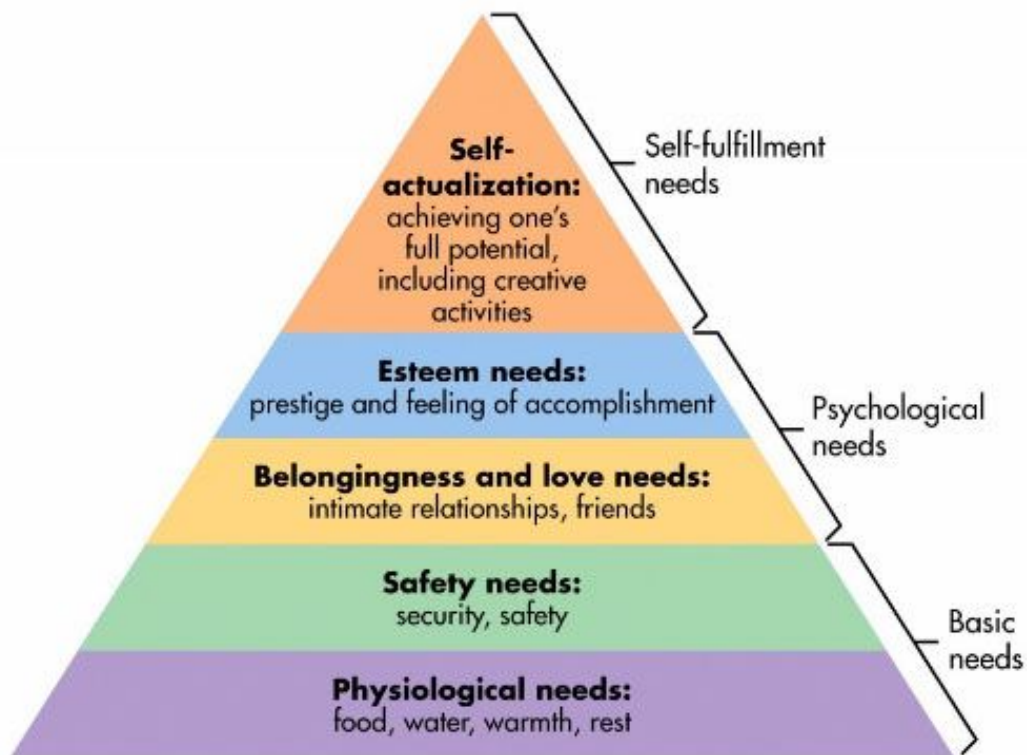 Self-
actualization:
achieving one's
full potential,
including creative
activities
Self-fulfillment
needs
Esteem needs:
prestige and feeling of accomplishment
Psychological
needs
Belongingness and love needs:
intimate relationships, friends
Safety needs:
security, safety
Basic
needs
Physiological needs:
food, water, warmth, rest